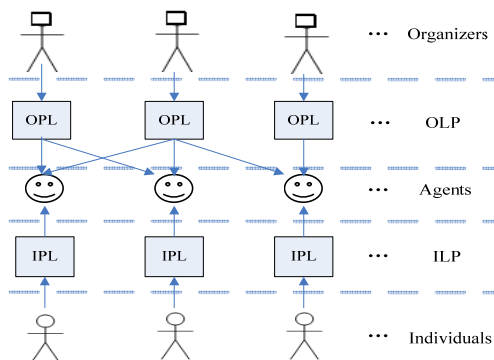 ... Organizers
OPL OPL OPL ... OLP
... Agents
IPL IPL IPL ... ILP
... Individuals